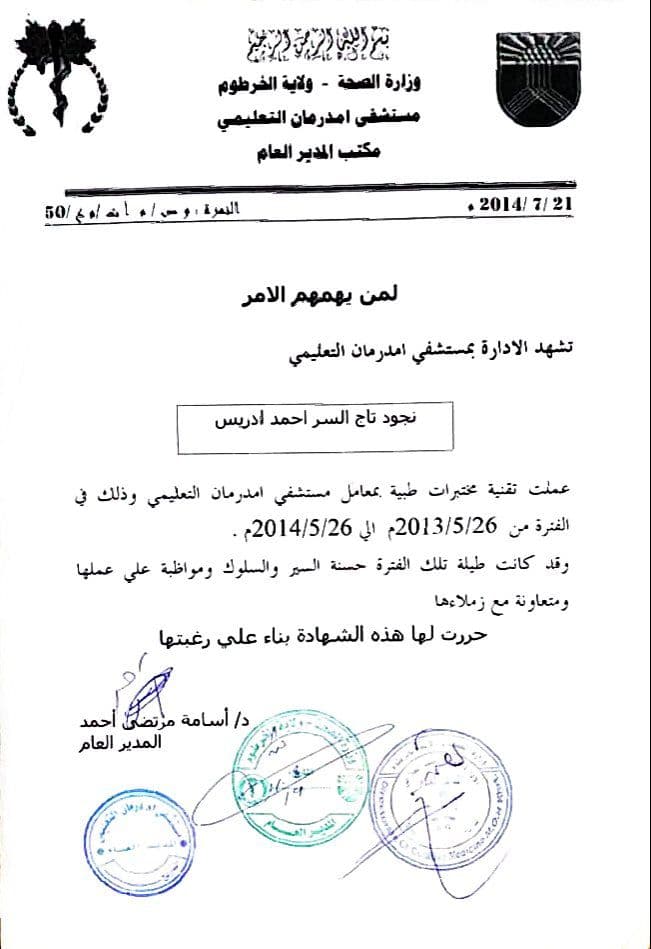 بسم الله الرحمن الرحيم
وزارة الصحة - ولاية الخرطوم
مستشفى امدرمان التعليمي
مكتب المدير العام
2014/ 7/ 21 م
النمرة : و ص/ م أ ت /و ع /50
لمن يهمهم الامر
تشهد الادارة بمستشفي امدرمان التعليمي
نجود تاج السر احمد ادريس
عملت تقنية مختبرات طبية بمعامل مستشفي امدرمان التعليمي وذلك في
الفترة من 2013/5/26م الي 2014/5/26م .
وقد كانت طيلة تلك الفترة حسنة السير والسلوك ومواظبة علي عملها
ومتعاونة مع زملاءها
حررت لها هذه الشهادة بناء علي رغبتها
د/ أسامة مرتضى أحمد
المدير العام
وزارة الصحة - ولاية الخرطوم
المدير العام